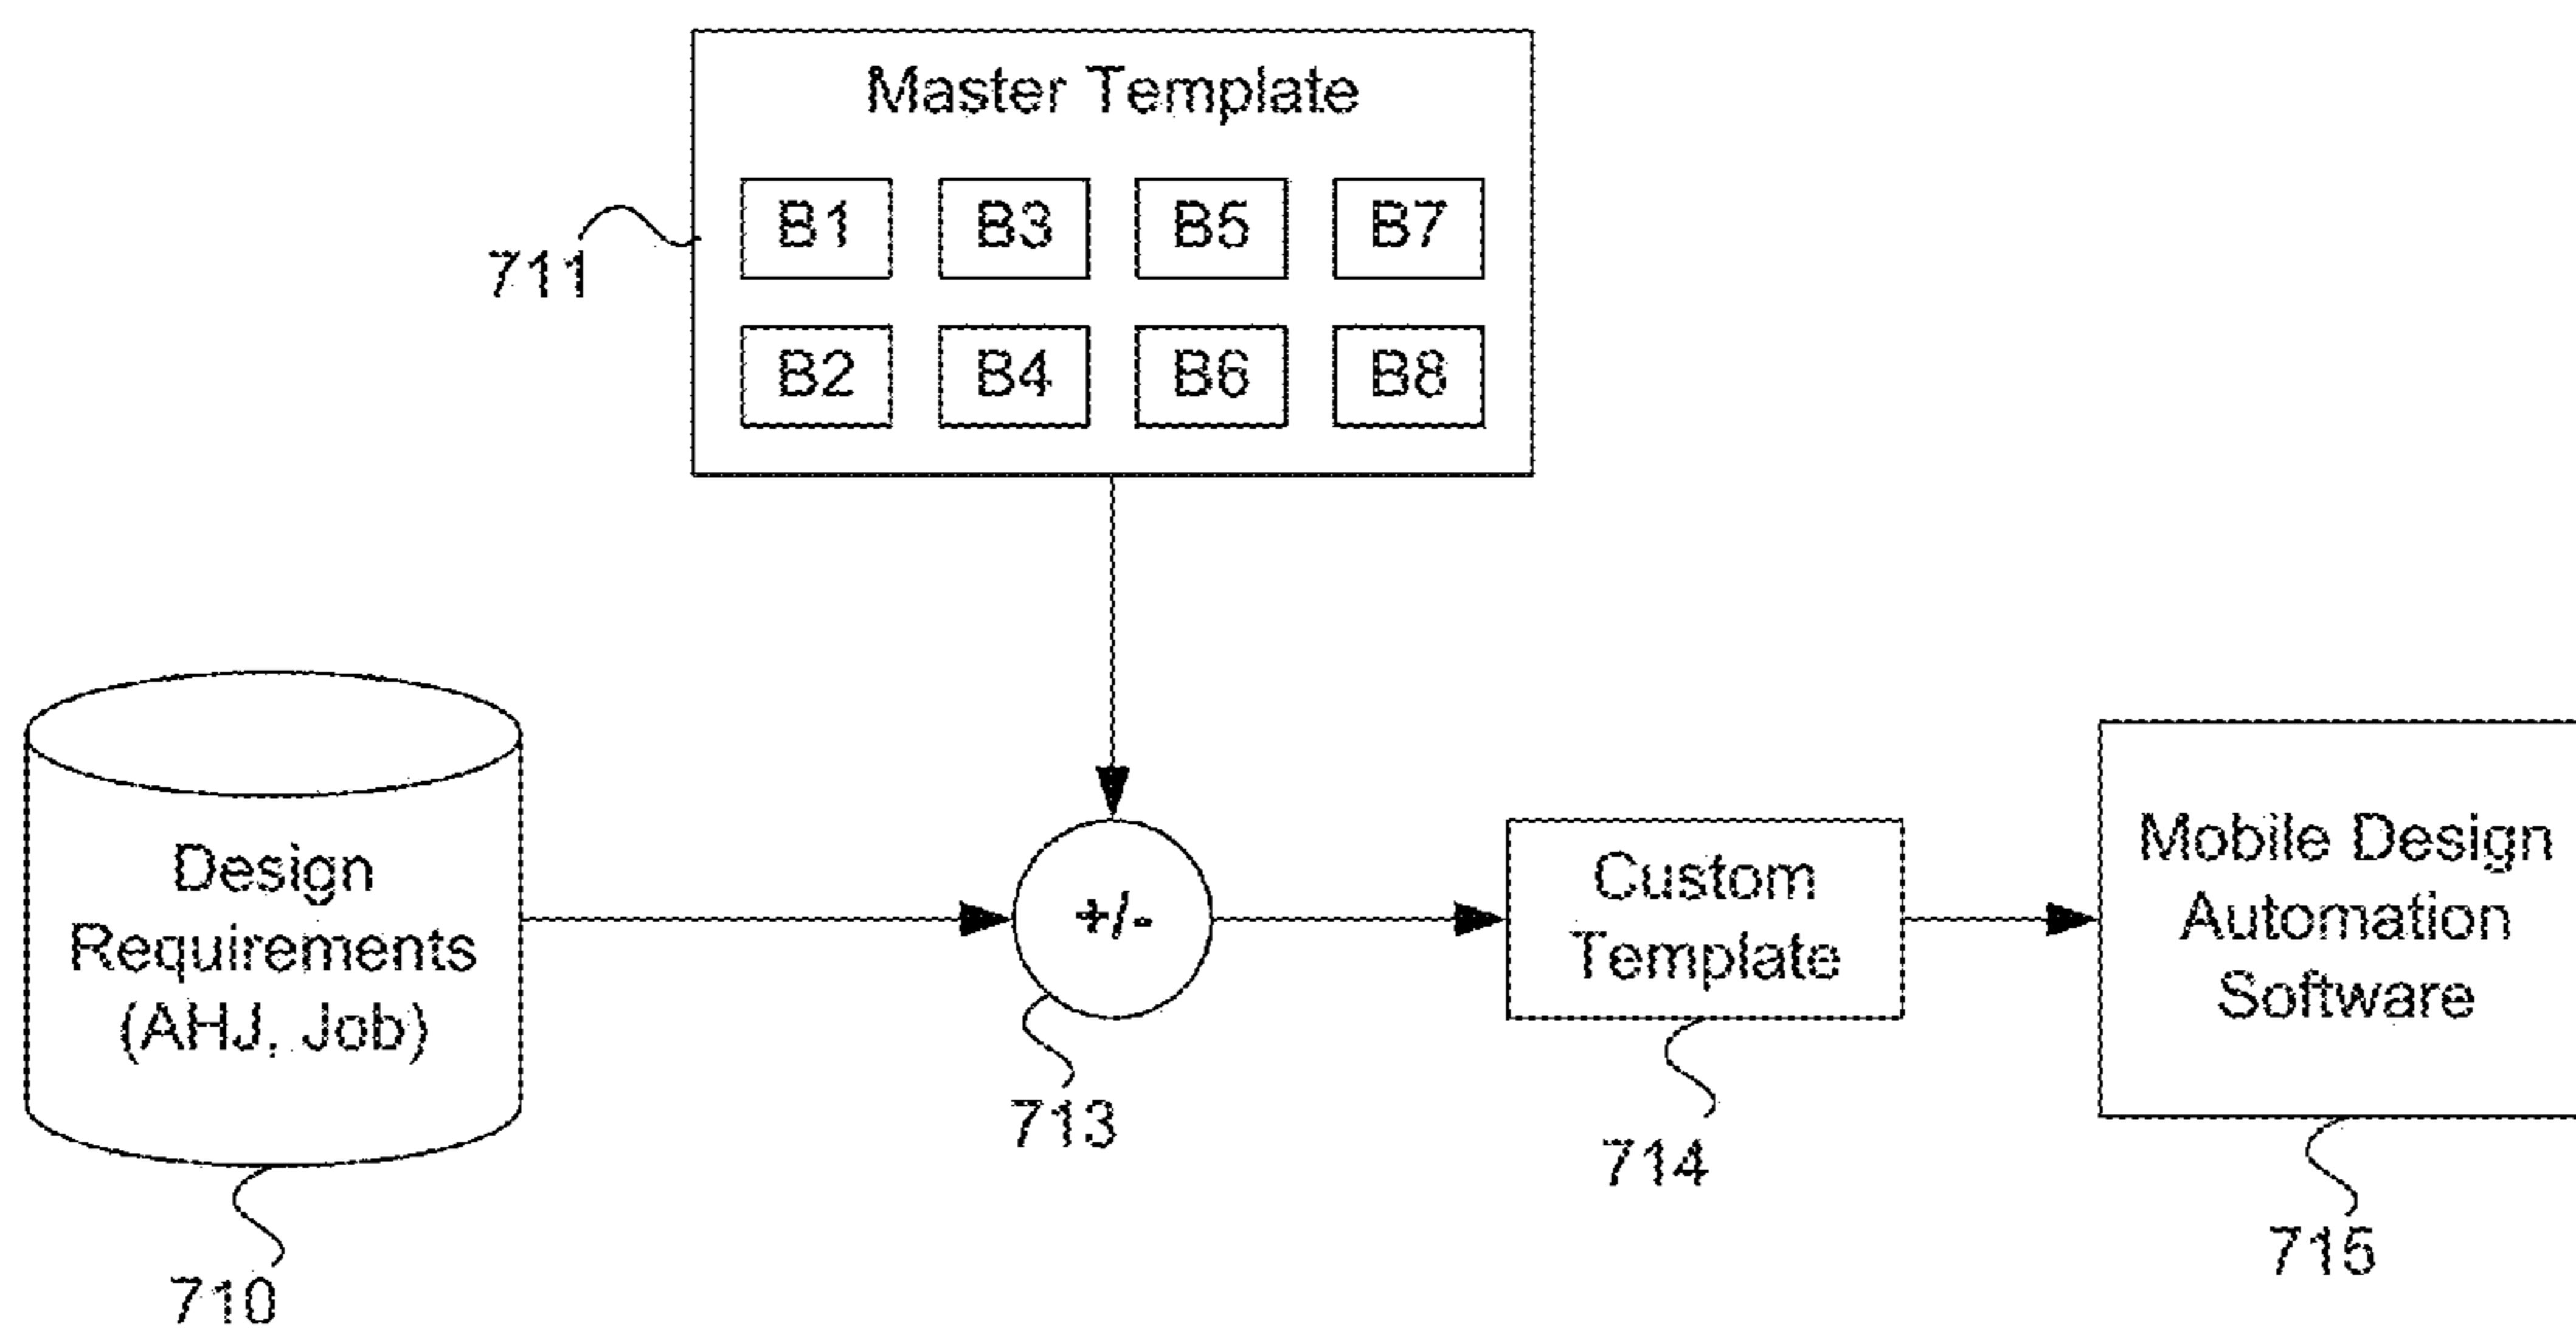 Master Template
B1 B3 B5 B7
711
B2 B4 B6 B8
Design
Requirements
(AHJ, Job)
710
+/-
713
Custom
Template
714
Mobile Design
Automation
Software
715